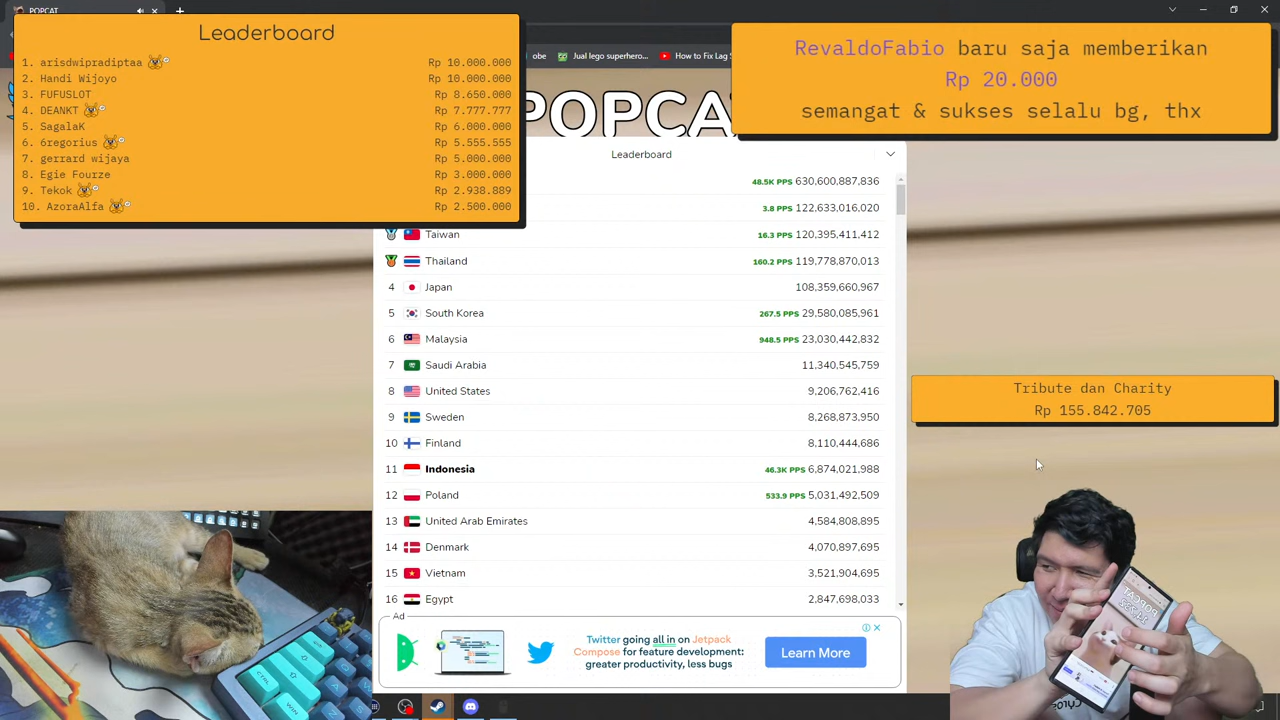 POPCAT
Leaderboard
1. arisdwipradiptaa Rp 10.000.000
2. Handi Wijoyo Rp 10.000.000
3. FUFUSLOT Rp 8.650.000
4. DEANKT Rp 7.777.777
5. SagalaK Rp 6.000.000
6. 6regorius Rp 5.555.555
7. gerrard wijaya Rp 5.000.000
8. Egie Fourze Rp 3.000.000
9. Tekok Rp 2.938.889
10. AzoraAlfa Rp 2.500.000
obe
Jual lego superhero...
How to Fix Lag S
RevaldoFabio baru saja memberikan
Rp 20.000
semangat & sukses selalu bg, thx
POPCA
Leaderboard
48.5K PPS 630,600,887,836
3.8 PPS 122,633,016,020
Taiwan 16.3 PPS 120,395,411,412
Thailand 160.2 PPS 119,778,870,013
4 Japan 108,359,660,967
5 South Korea 267.5 PPS 29,580,085,961
6 Malaysia 948.5 PPS 23,030,442,832
7 Saudi Arabia 11,340,545,759
8 United States 9,206,762,416
9 Sweden 8,268,873,950
10 Finland 8,110,444,686
11 Indonesia 46.3K PPS 6,874,021,988
12 Poland 533.9 PPS 5,031,492,509
13 United Arab Emirates 4,584,808,895
14 Denmark 4,070,897,695
15 Vietnam 3,521,904,695
16 Egypt 2,847,698,033
Tribute dan Charity
Rp 155.842.705
Ad
Twitter going all in on Jetpack
Compose for feature development:
greater productivity, less bugs
Learn More
CTRL
WIN
POPCAT